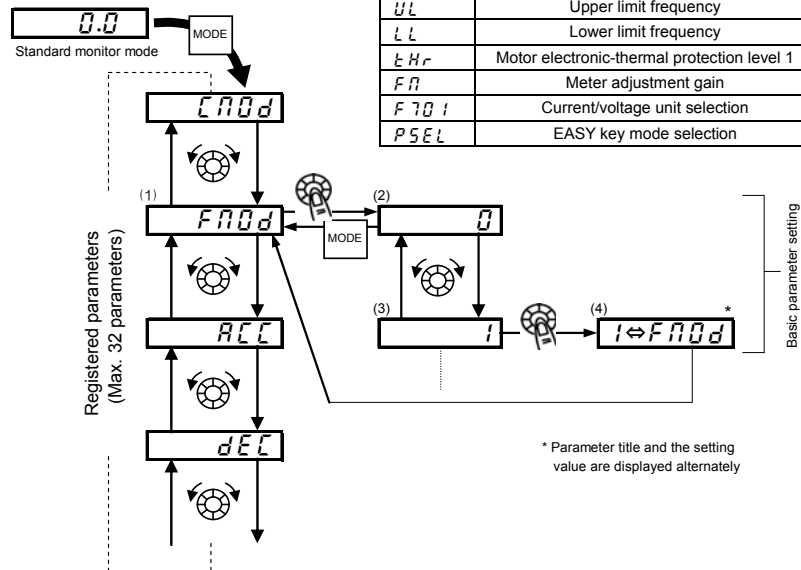 0.0
MODE
Standard monitor mode
UL Upper limit frequency
LL Lower limit frequency
tHr Motor electronic-thermal protection level 1
FM Meter adjustment gain
F701 Current/voltage unit selection
PSEL EASY key mode selection
CMOd
(1)
FMOd
MODE
(2)
0
(3)
1
(4)
1⇔FMOd
*
ACC
dEC
Registered parameters
(Max. 32 parameters)
Basic parameter setting
* Parameter title and the setting
value are displayed alternately